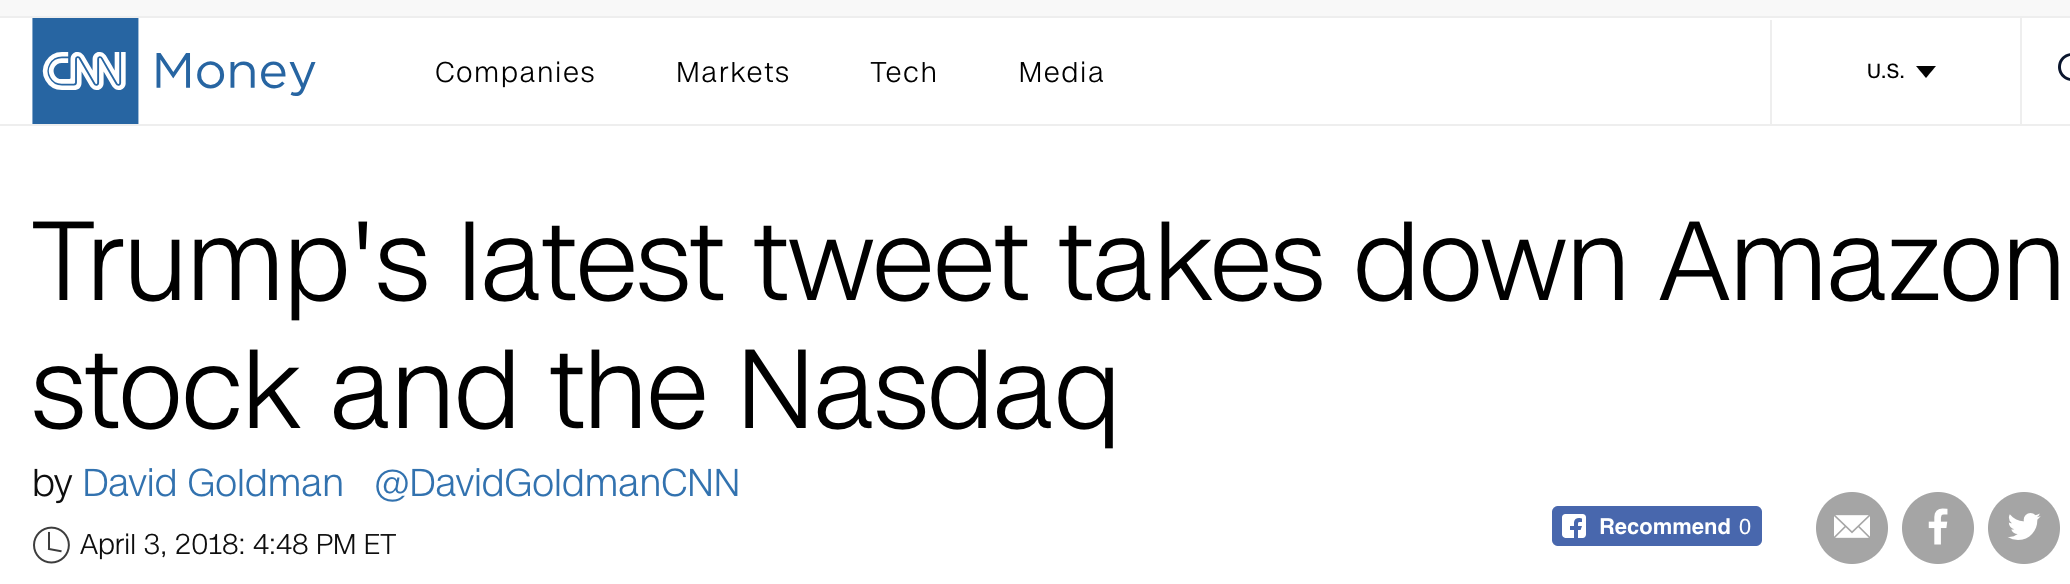 CNN Money Companies Markets Tech Media U.S.
Trump's latest tweet takes down Amazon
stock and the Nasdaq
by David Goldman @DavidGoldmanCNN
Recommend 0
April 3, 2018: 4:48 PM ET